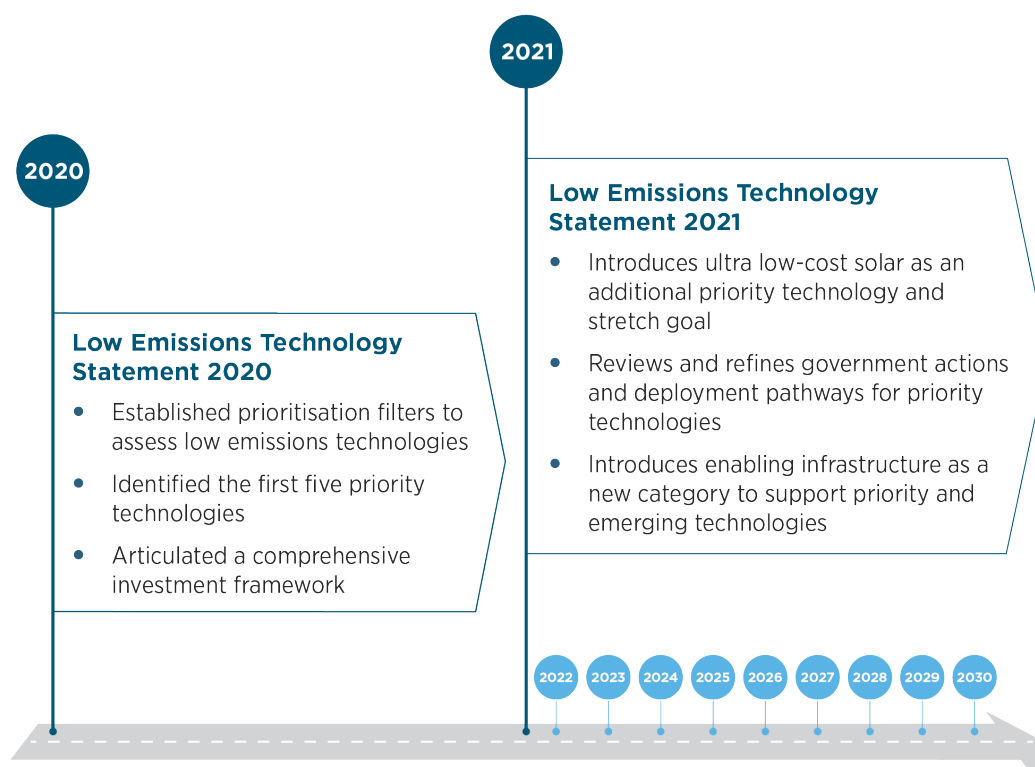 2020
Low Emissions Technology
Statement 2020
• Established prioritisation filters to
assess low emissions technologies
• Identified the first five priority
technologies
• Articulated a comprehensive
investment framework
2021
Low Emissions Technology
Statement 2021
• Introduces ultra low-cost solar as an
additional priority technology and
stretch goal
• Reviews and refines government actions
and deployment pathways for priority
technologies
• Introduces enabling infrastructure as a
new category to support priority and
emerging technologies
2022 2023 2024 2025 2026 2027 2028 2029 2030